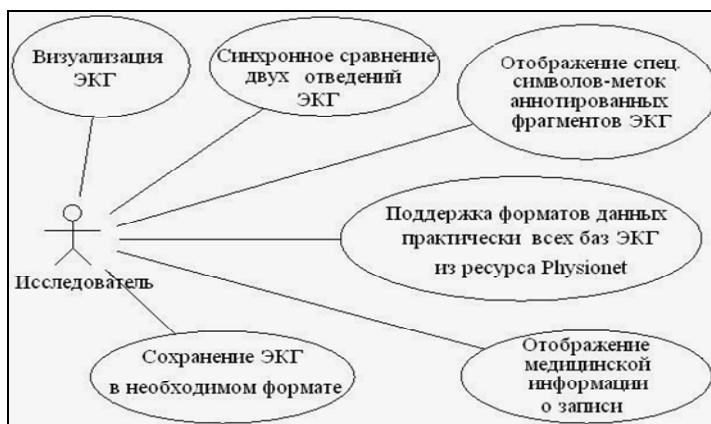 Визуализация
ЭКГ
Синхронное сравнение
двух отведений
ЭКГ
Отображение спец.
символов-меток
аннотированных
фрагментов ЭКГ
Поддержка форматов данных
практически всех баз ЭКГ
из ресурса Physionet
Исследователь
Сохранение ЭКГ
в необходимом формате
Отображение
медицинской
информации
о записи